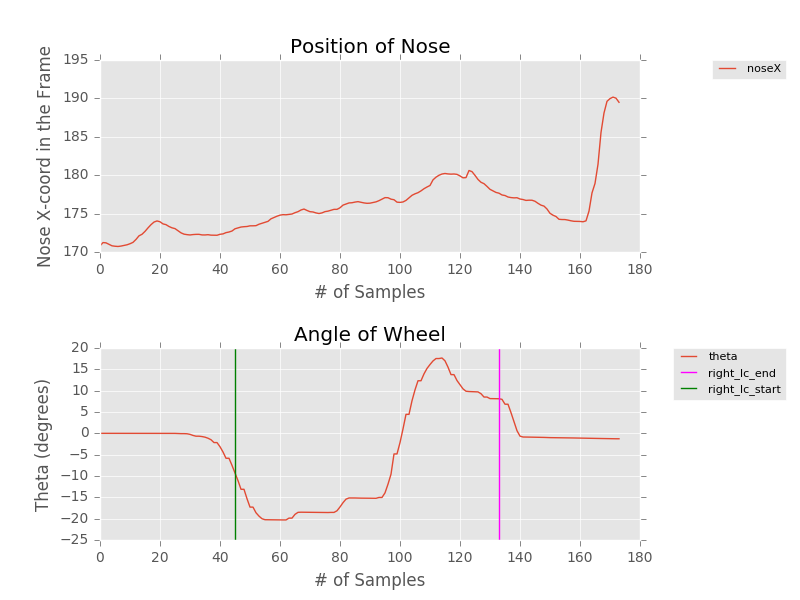 Position of Nose
Nose X-coord in the Frame
195
190
185
180
175
170
0 20 40 60 80 100 120 140 160 180
# of Samples
noseX
Angle of Wheel
Theta (degrees)
20
15
10
5
0
−5
−10
−15
−20
−25
0 20 40 60 80 100 120 140 160 180
# of Samples
theta
right_lc_end
right_lc_start